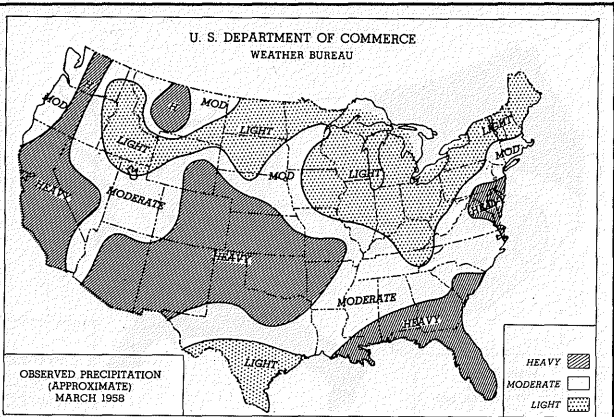 U. S. DEPARTMENT OF COMMERCE
WEATHER BUREAU
MOD
H
MOD
LIGHT
LIGHT
LIGHT
MOD
LIGHT
MOD
HEAVY
MODERATE
HEAVY
HEAVY
MODERATE
HEAVY
LIGHT
OBSERVED PRECIPITATION
(APPROXIMATE)
MARCH 1958
HEAVY
MODERATE
LIGHT